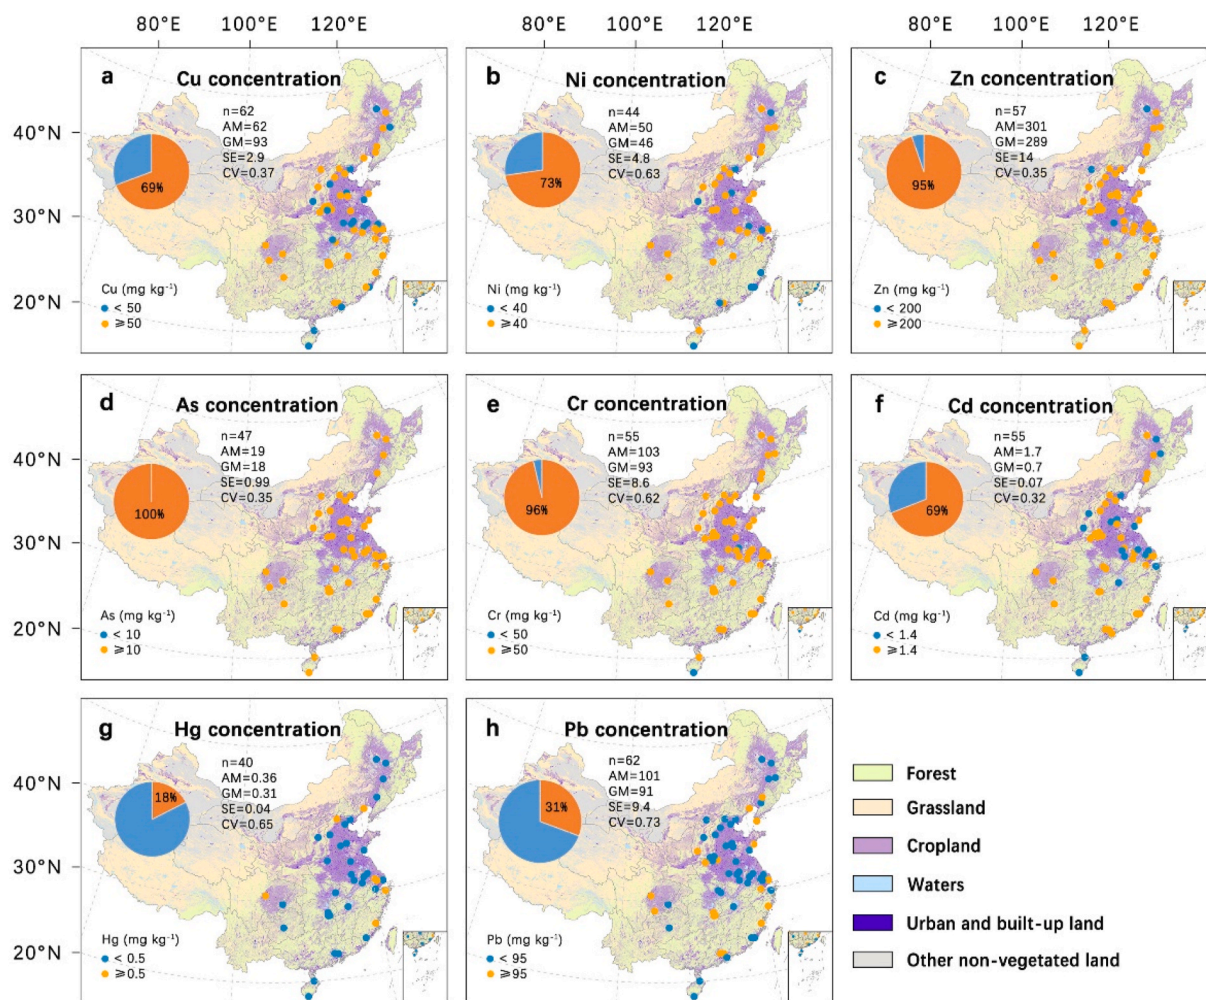 80°E 100°E 120°E 80°E 100°E 120°E 80°E 100°E 120°E
40°N
30°N
20°N
a Cu concentration
n=62
AM=62
GM=93
SE=2.9
CV=0.37
69%
Cu (mg kg⁻¹)
< 50
⩾50
b Ni concentration
n=44
AM=50
GM=46
SE=4.8
CV=0.63
73%
Ni (mg kg⁻¹)
< 40
⩾40
c Zn concentration
n=57
AM=301
GM=289
SE=14
CV=0.35
95%
Zn (mg kg⁻¹)
< 200
⩾200
40°N
30°N
20°N
d As concentration
n=47
AM=19
GM=18
SE=0.99
CV=0.35
100%
As (mg kg⁻¹)
< 10
⩾10
e Cr concentration
n=55
AM=103
GM=93
SE=8.6
CV=0.62
96%
Cr (mg kg⁻¹)
< 50
⩾50
f Cd concentration
n=55
AM=1.7
GM=0.7
SE=0.07
CV=0.32
69%
Cd (mg kg⁻¹)
< 1.4
⩾1.4
40°N
30°N
20°N
g Hg concentration
n=40
AM=0.36
GM=0.31
SE=0.04
CV=0.65
18%
Hg (mg kg⁻¹)
< 0.5
⩾0.5
h Pb concentration
n=62
AM=101
GM=91
SE=9.4
CV=0.73
31%
Pb (mg kg⁻¹)
< 95
⩾95
Forest
Grassland
Cropland
Waters
Urban and built-up land
Other non-vegetated land